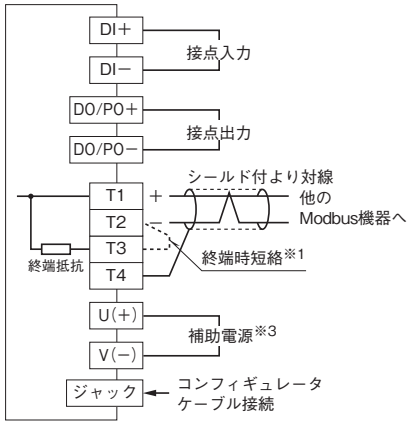 DI+
DI−
接点入力
DO/PO+
DO/PO−
接点出力
シールド付より対線
T1
+
T2
−
T3
T4
他の
Modbus機器へ
終端時短絡※1
終端抵抗
U(+)
V(−)
補助電源※3
ジャック
コンフィギュレータ
ケーブル接続